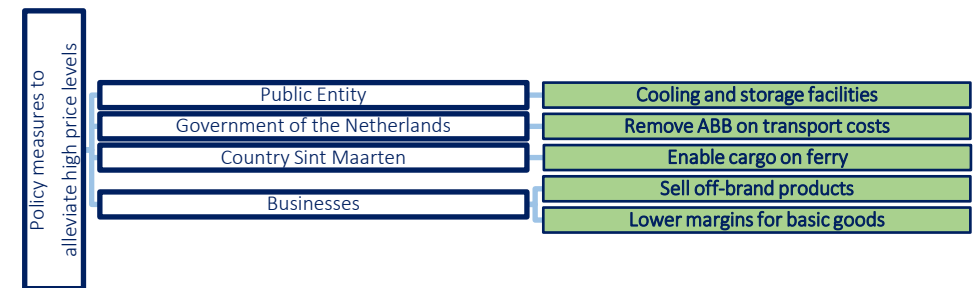 Policy measures to
alleviate high price levels
Public Entity
Cooling and storage facilities
Government of the Netherlands
Remove ABB on transport costs
Country Sint Maarten
Enable cargo on ferry
Businesses
Sell off-brand products
Lower margins for basic goods